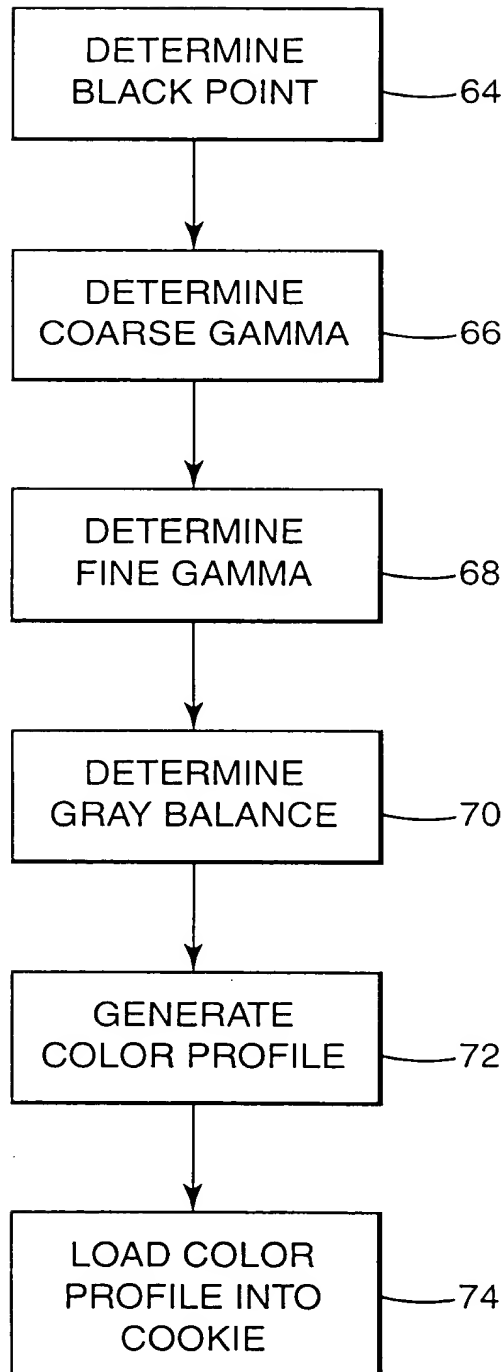 DETERMINE
BLACK POINT
64
DETERMINE
COARSE GAMMA
66
DETERMINE
FINE GAMMA
68
DETERMINE
GRAY BALANCE
70
GENERATE
COLOR PROFILE
72
LOAD COLOR
PROFILE INTO
COOKIE
74